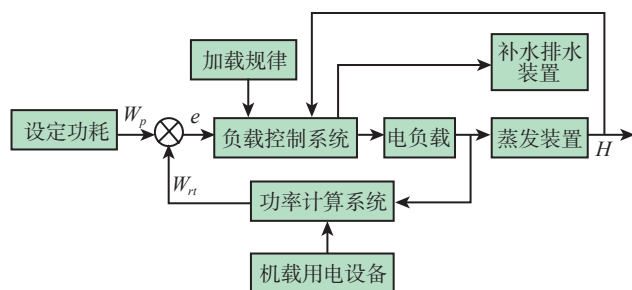 加载规律
补水排水
装置
设定功耗
W_p
e
负载控制系统
电负载
蒸发装置
H
W_rt
功率计算系统
机载用电设备